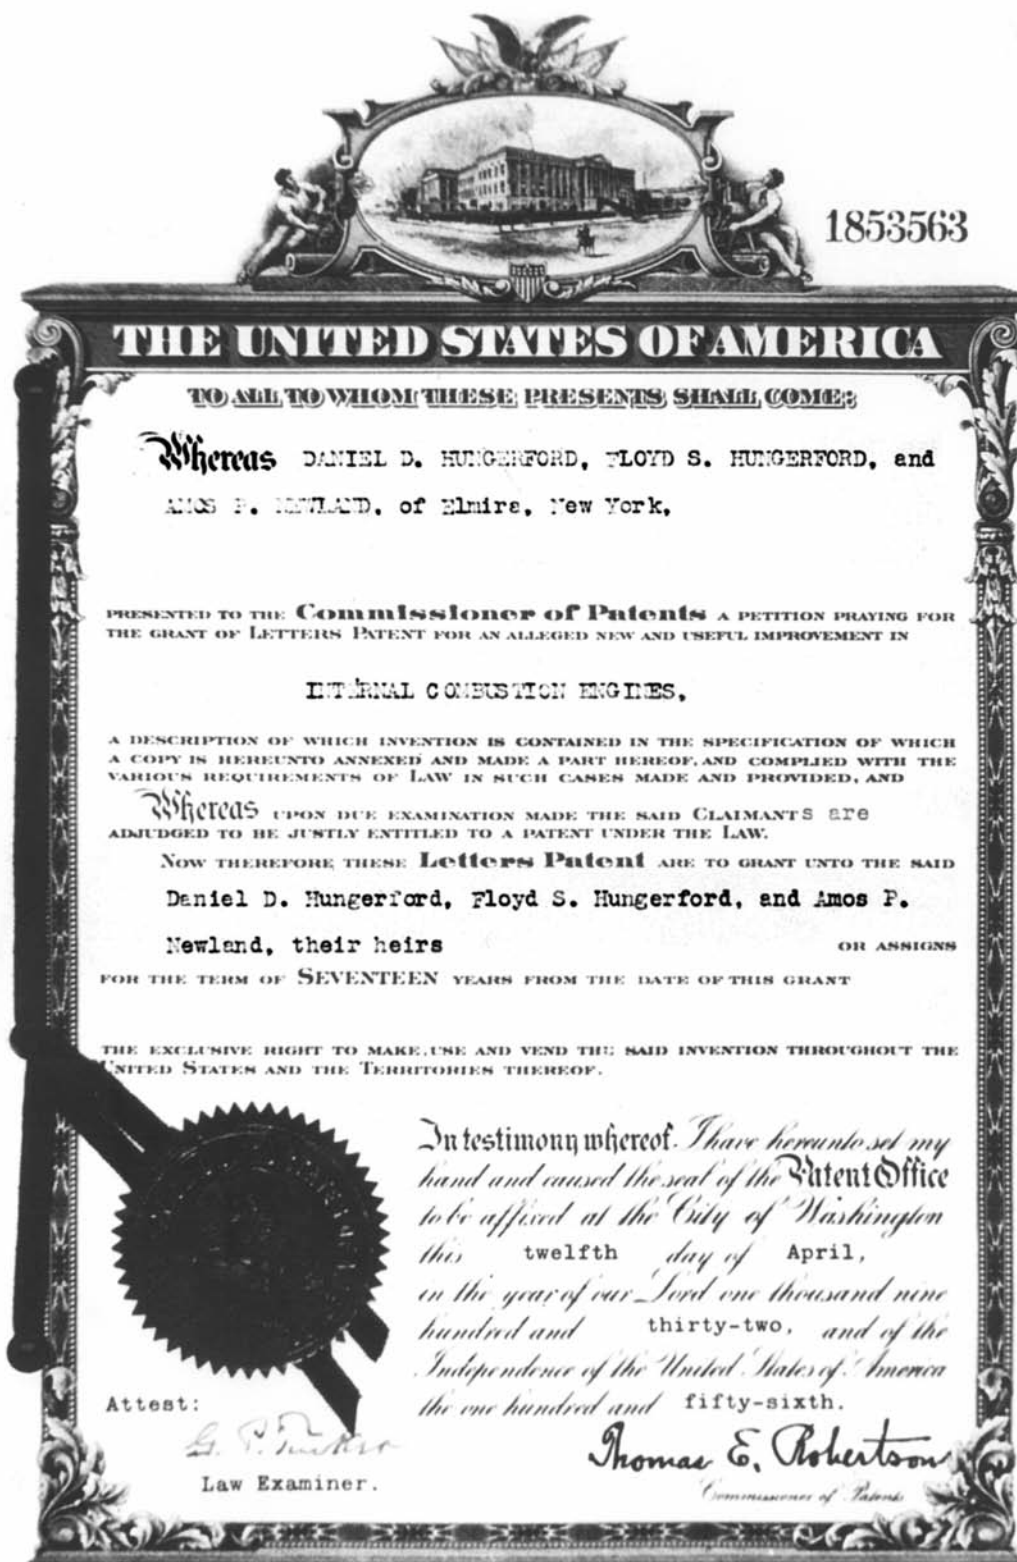 1853563
THE UNITED STATES OF AMERICA
TO ALL TO WHOM THESE PRESENTS SHALL COME:
Whereas DANIEL D. HUNGERFORD, FLOYD S. HUNGERFORD, and
AMOS P. NEWLAND, of Elmira, New York,
PRESENTED TO THE Commissioner of Patents A PETITION PRAYING FOR
THE GRANT OF LETTERS PATENT FOR AN ALLEGED NEW AND USEFUL IMPROVEMENT IN
INTERNAL COMBUSTION ENGINES,
A DESCRIPTION OF WHICH INVENTION IS CONTAINED IN THE SPECIFICATION OF WHICH
A COPY IS HEREUNTO ANNEXED AND MADE A PART HEREOF, AND COMPLIED WITH THE
VARIOUS REQUIREMENTS OF LAW IN SUCH CASES MADE AND PROVIDED, AND
Whereas UPON DUE EXAMINATION MADE THE SAID CLAIMANTS are
ADJUDGED TO BE JUSTLY ENTITLED TO A PATENT UNDER THE LAW.
NOW THEREFORE THESE Letters Patent ARE TO GRANT UNTO THE SAID
Daniel D. Hungerford, Floyd S. Hungerford, and Amos P.
Newland, their heirs OR ASSIGNS
FOR THE TERM OF SEVENTEEN YEARS FROM THE DATE OF THIS GRANT
THE EXCLUSIVE RIGHT TO MAKE, USE AND VEND THE SAID INVENTION THROUGHOUT THE
UNITED STATES AND THE TERRITORIES THEREOF.
In testimony whereof I have hereunto set my
hand and caused the seal of the Patent Office
to be affixed at the City of Washington
this twelfth day of April,
in the year of our Lord one thousand nine
hundred and thirty-two, and of the
Independence of the United States of America
the one hundred and fifty-sixth.
Attest:
Law Examiner.
Thomas E. Robertson
Commissioner of Patents